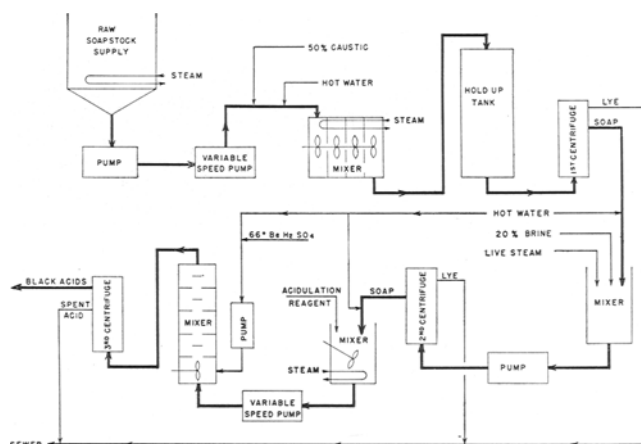 RAW
SOAPSTOCK
SUPPLY
STEAM
50% CAUSTIC
HOT WATER
STEAM
MIXER
HOLD UP
TANK
LYE
SOAP
1ST CENTRIFUGE
PUMP
VARIABLE
SPEED PUMP
HOT WATER
66° Be H2 SO4
20% BRINE
LIVE STEAM
MIXER
BLACK ACIDS
SPENT
ACID
3RD CENTRIFUGE
MIXER
PUMP
ACIDULATION
REAGENT
SOAP
MIXER
STEAM
LYE
2ND CENTRIFUGE
PUMP
VARIABLE
SPEED PUMP
SEWER